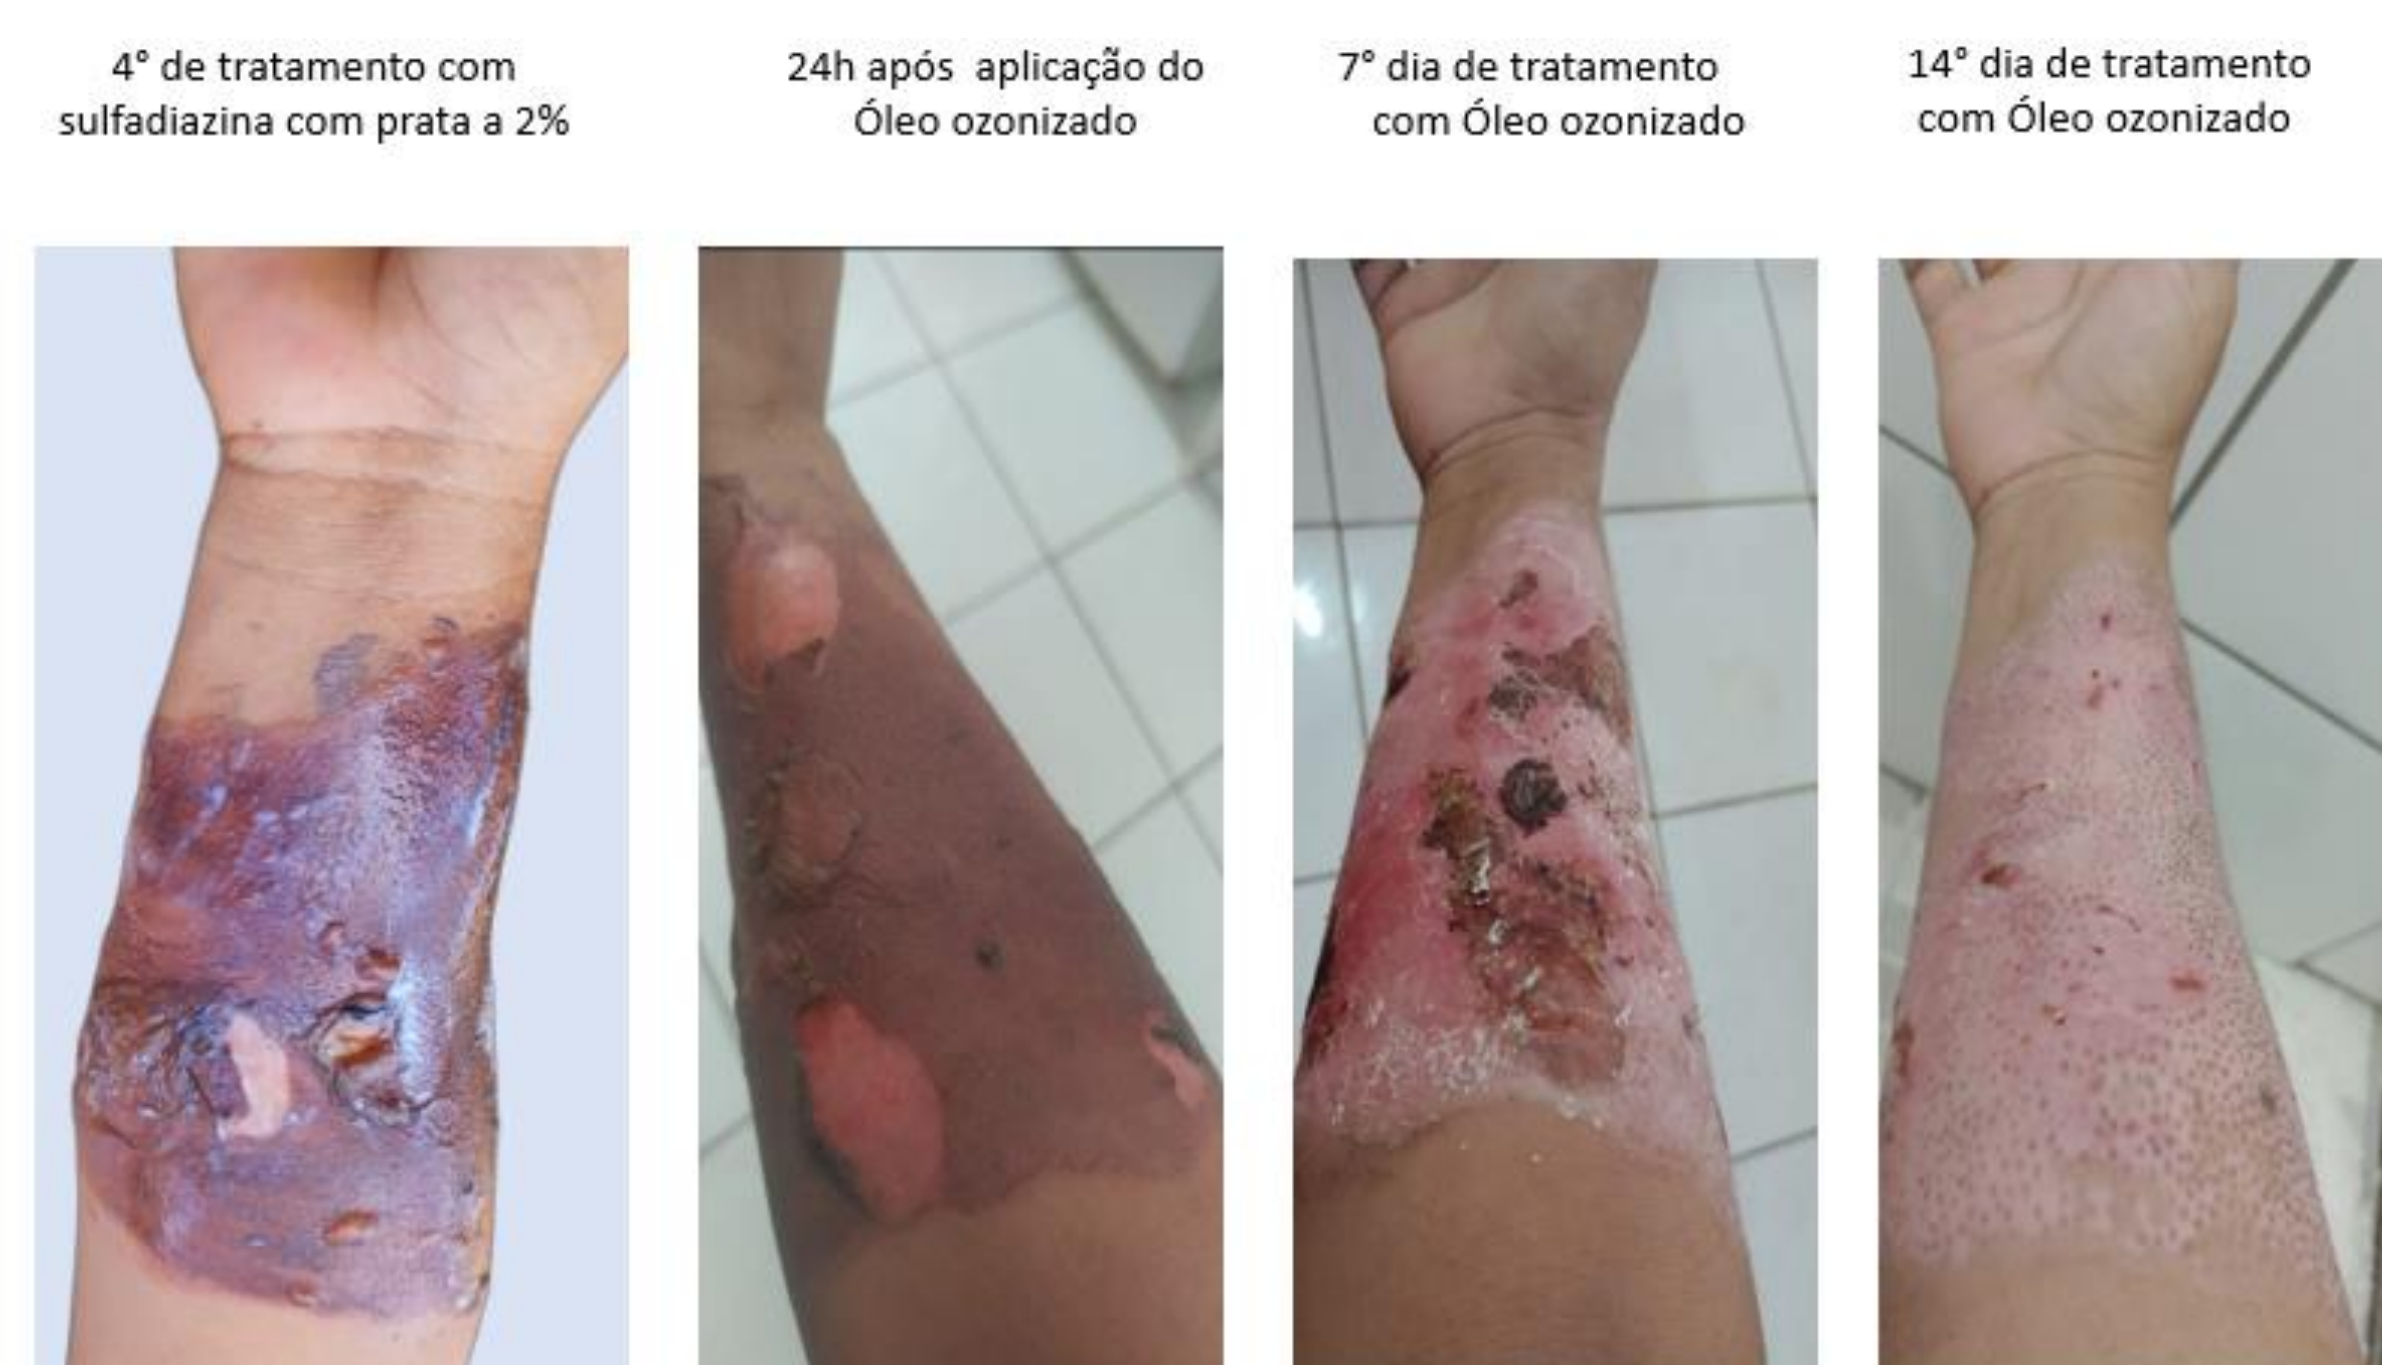 4° de tratamento com
sulfadiazina com prata a 2%
24h após aplicação do
Óleo ozonizado
7° dia de tratamento
com Óleo ozonizado
14° dia de tratamento
com Óleo ozonizado